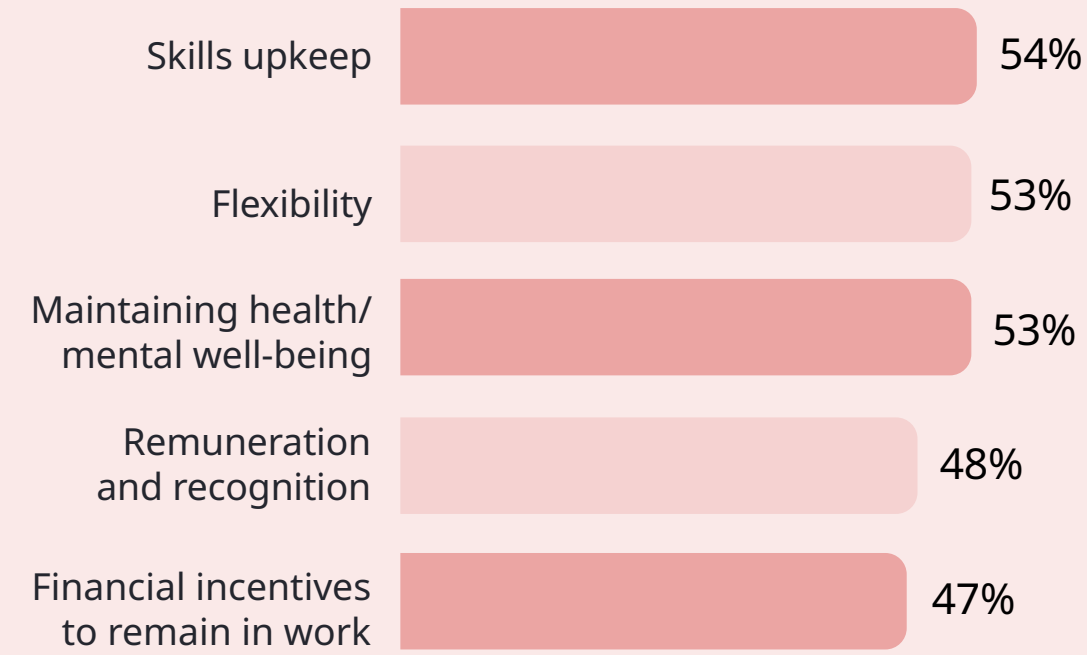 Skills upkeep
54%
Flexibility
53%
Maintaining health/
mental well-being
53%
Remuneration
and recognition
48%
Financial incentives
to remain in work
47%